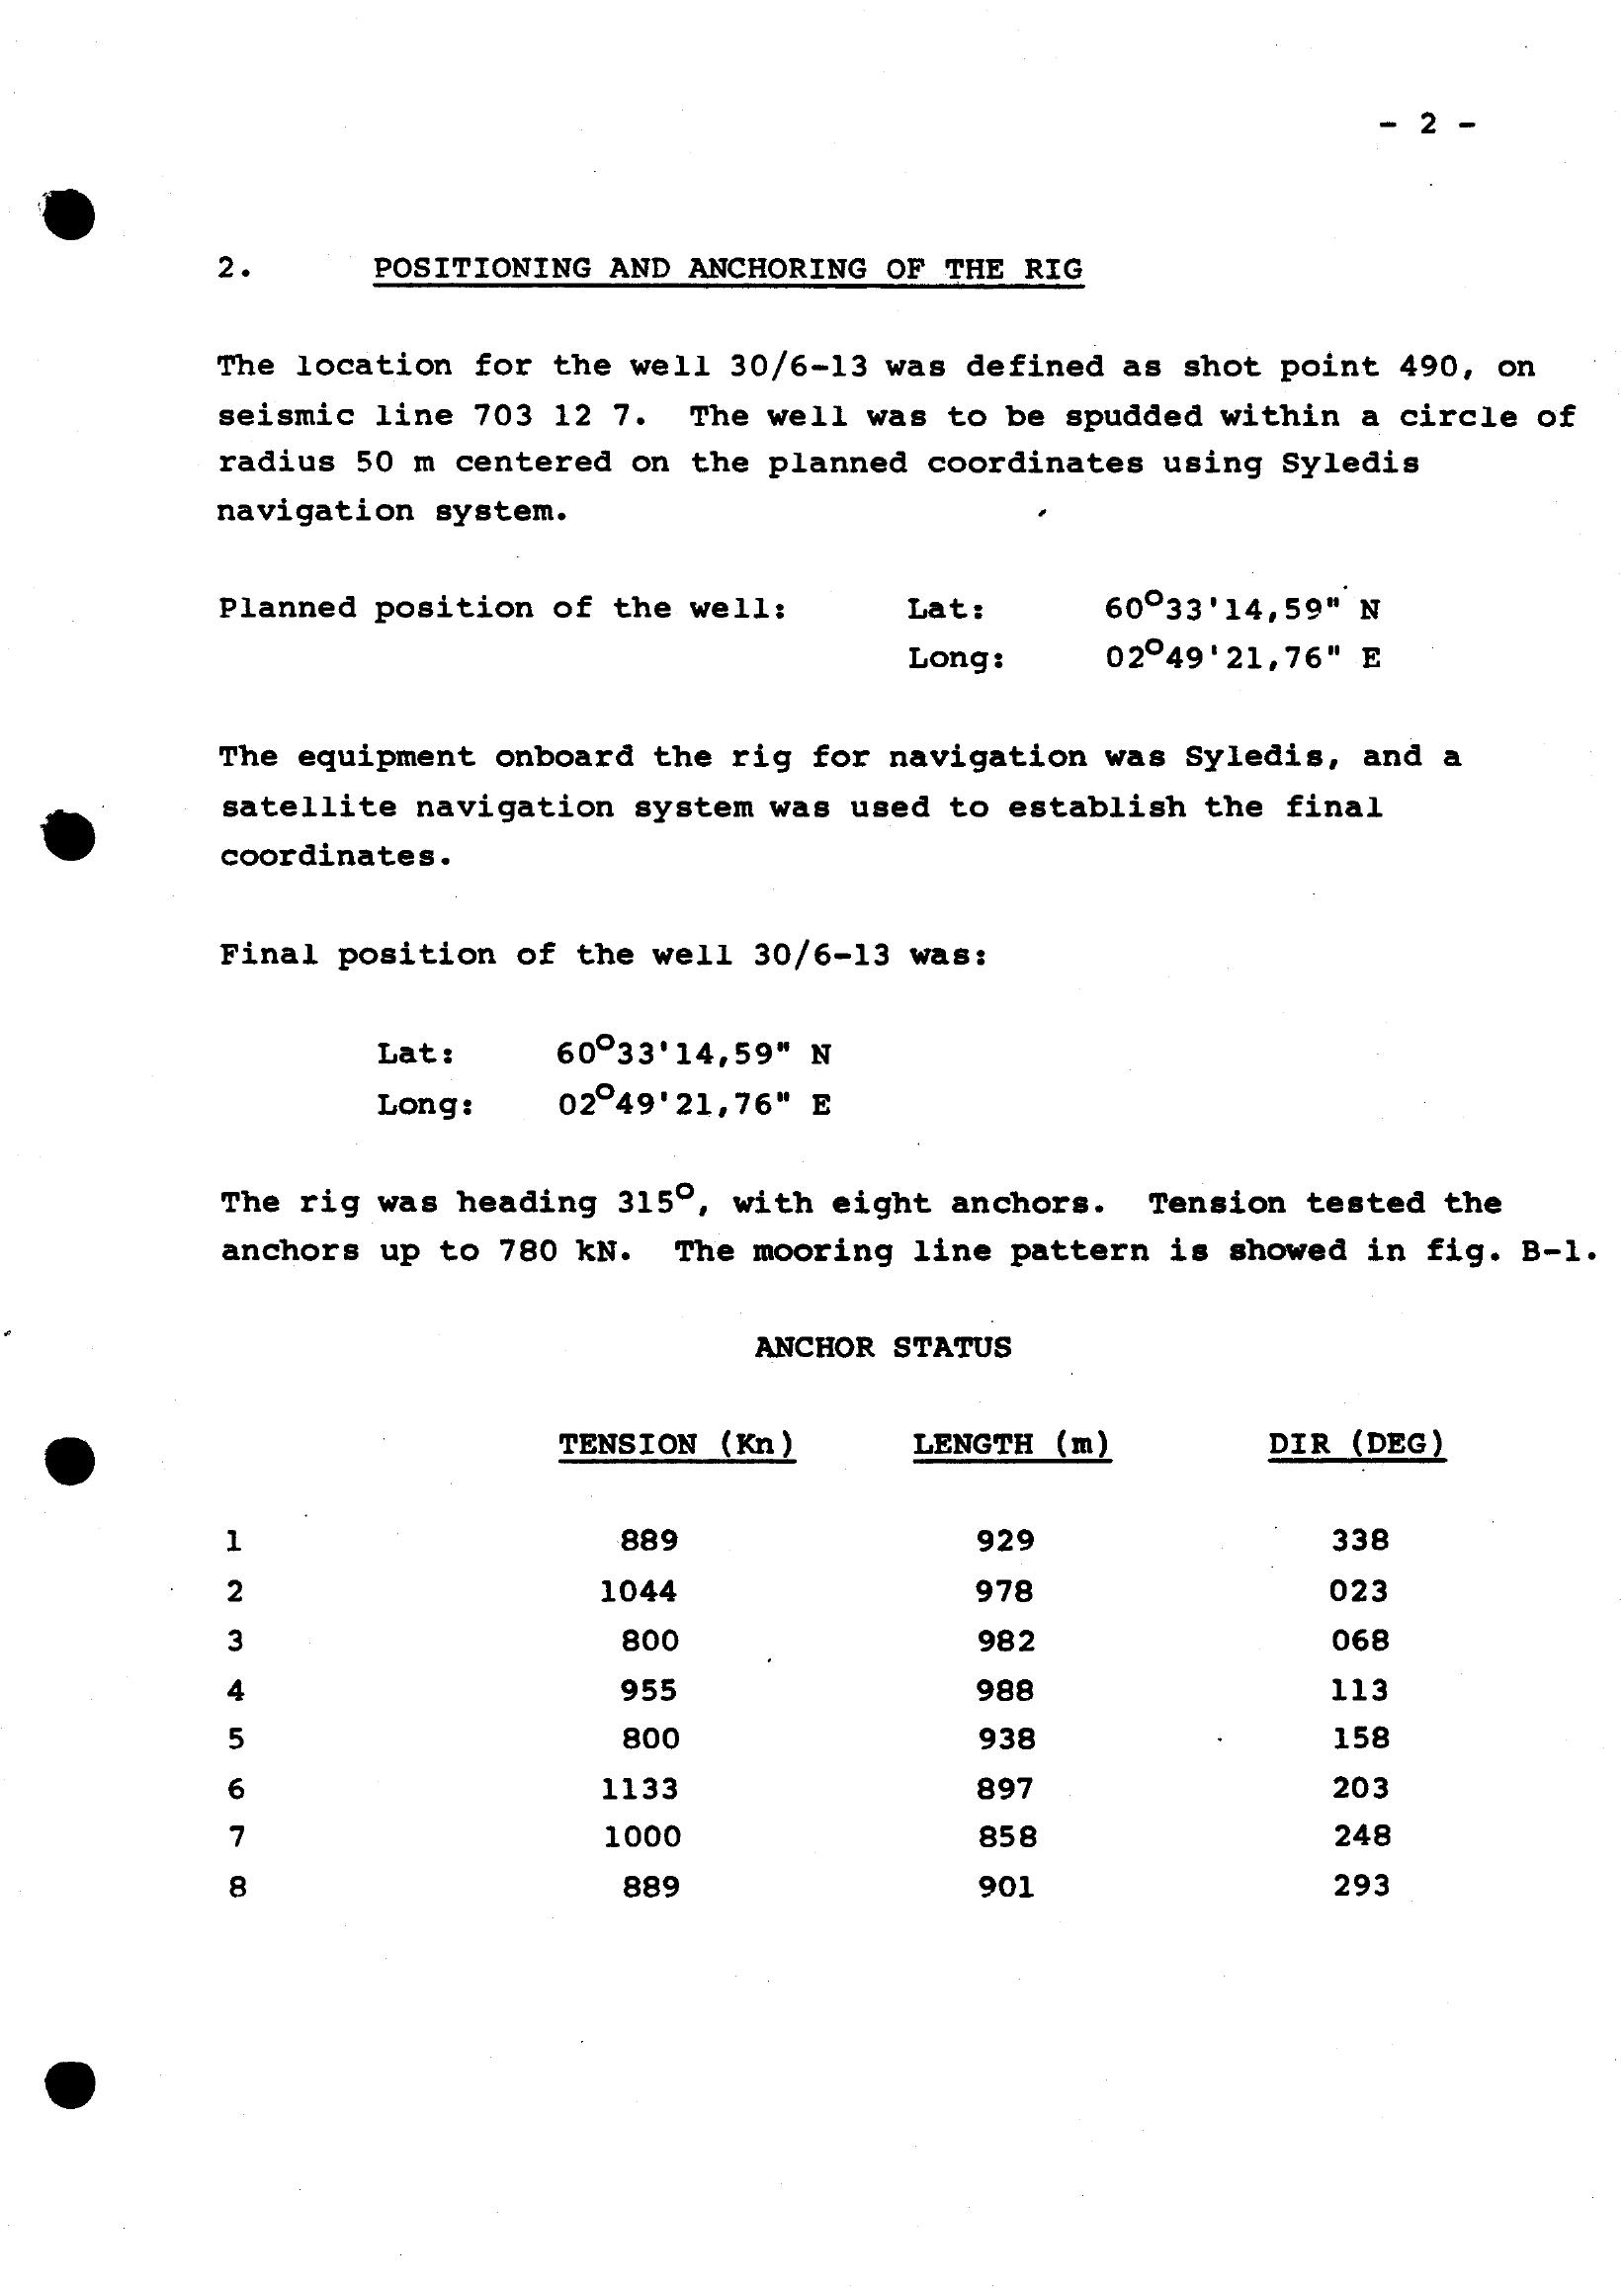 - 2 -
2. POSITIONING AND ANCHORING OF THE RIG
The location for the well 30/6-13 was defined as shot point 490, on
seismic line 703 12 7. The well was to be spudded within a circle of
radius 50 m centered on the planned coordinates using Syledis
navigation system.
Planned position of the well: Lat: 60°33'14,59" N
Long: 02°49'21,76" E
The equipment onboard the rig for navigation was Syledis, and a
satellite navigation system was used to establish the final
coordinates.
Final position of the well 30/6-13 was:
Lat: 60°33'14,59" N
Long: 02°49'21,76" E
The rig was heading 315°, with eight anchors. Tension tested the
anchors up to 780 kN. The mooring line pattern is showed in fig. B-1.
ANCHOR STATUS
TENSION (Kn) LENGTH (m) DIR (DEG)
1 889 929 338
2 1044 978 023
3 800 982 068
4 955 988 113
5 800 938 158
6 1133 897 203
7 1000 858 248
8 889 901 293